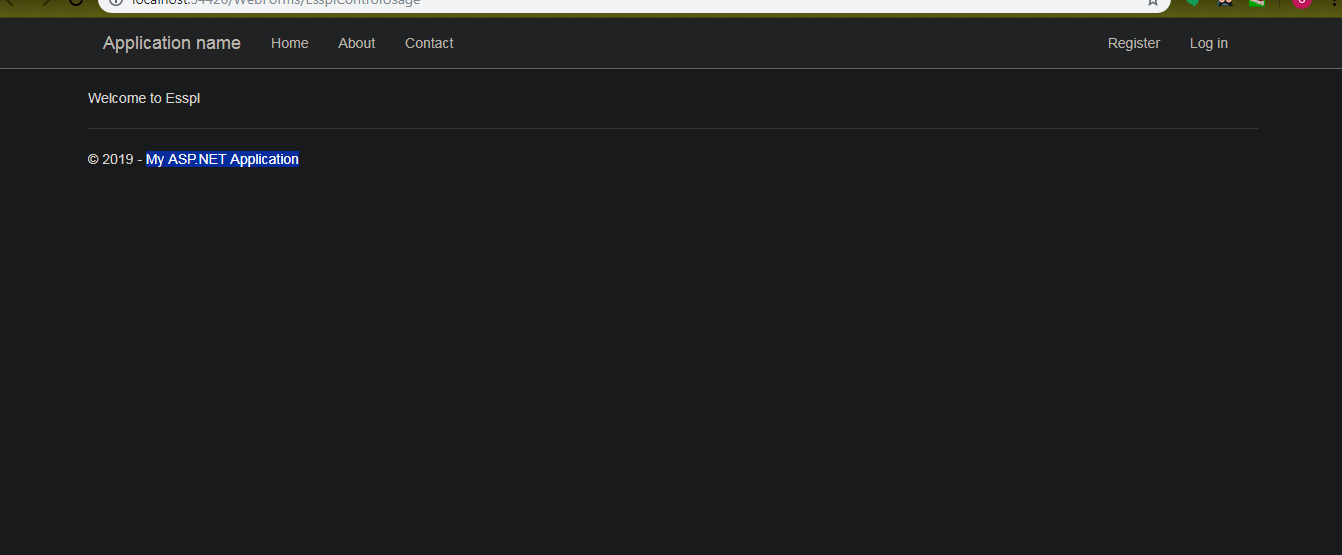 localhost:54426/WebForms/EssplControlUsage
Application name Home About Contact Register Log in
Welcome to Esspl
© 2019 - My ASP.NET Application